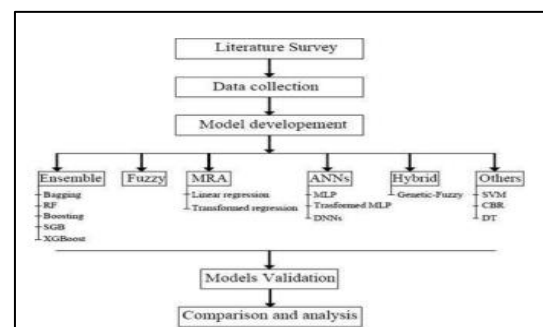 Literature Survey
Data collection
Model developement
Ensemble Fuzzy MRA ANNs Hybrid Others
Bagging
RF
Boosting
SGB
XGBoost
Linear regression
Transformed regression
MLP
Trasformed MLP
DNNs
Genetic-Fuzzy
SVM
CBR
DT
Models Validation
Comparison and analysis